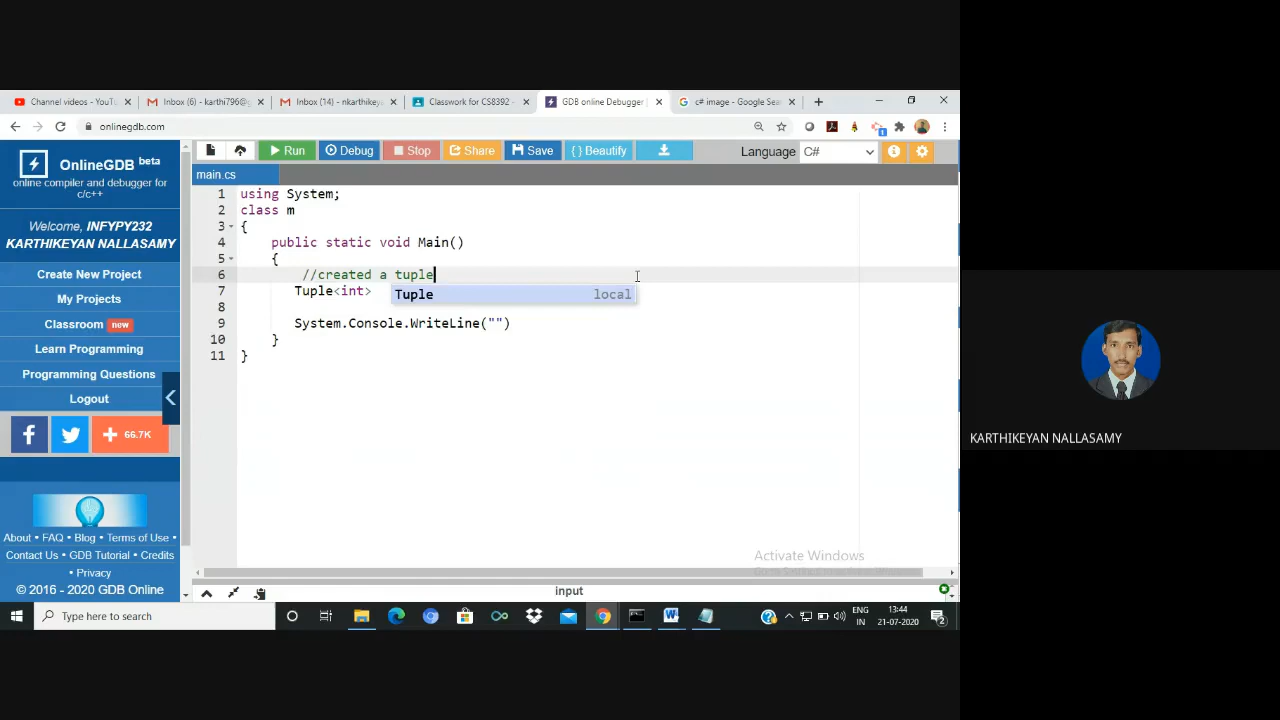 Channel videos - YouTu
Inbox (6) - karthi796@g
Inbox (14) - nkarthikey
Classwork for CS8392 -
GDB online Debugger |
c# image - Google Sea
onlinegdb.com
OnlineGDB beta
online compiler and debugger for
c/c++
Welcome, INFYPY232
KARTHIKEYAN NALLASAMY
Create New Project
My Projects
Classroom new
Learn Programming
Programming Questions
Logout
66.7K
About • FAQ • Blog • Terms of Use •
Contact Us • GDB Tutorial • Credits
• Privacy
© 2016 - 2020 GDB Online
Run
Debug
Stop
Share
Save
{ } Beautify
Language C#
main.cs
1 using System;
2 class m
3 {
4 public static void Main()
5 {
6 //created a tuple
7 Tuple<int>
Tuple local
8
9 System.Console.WriteLine("")
10 }
11 }
Activate Windows
input
Type here to search
ENG
IN
13:44
21-07-2020
2
KARTHIKEYAN NALLASAMY